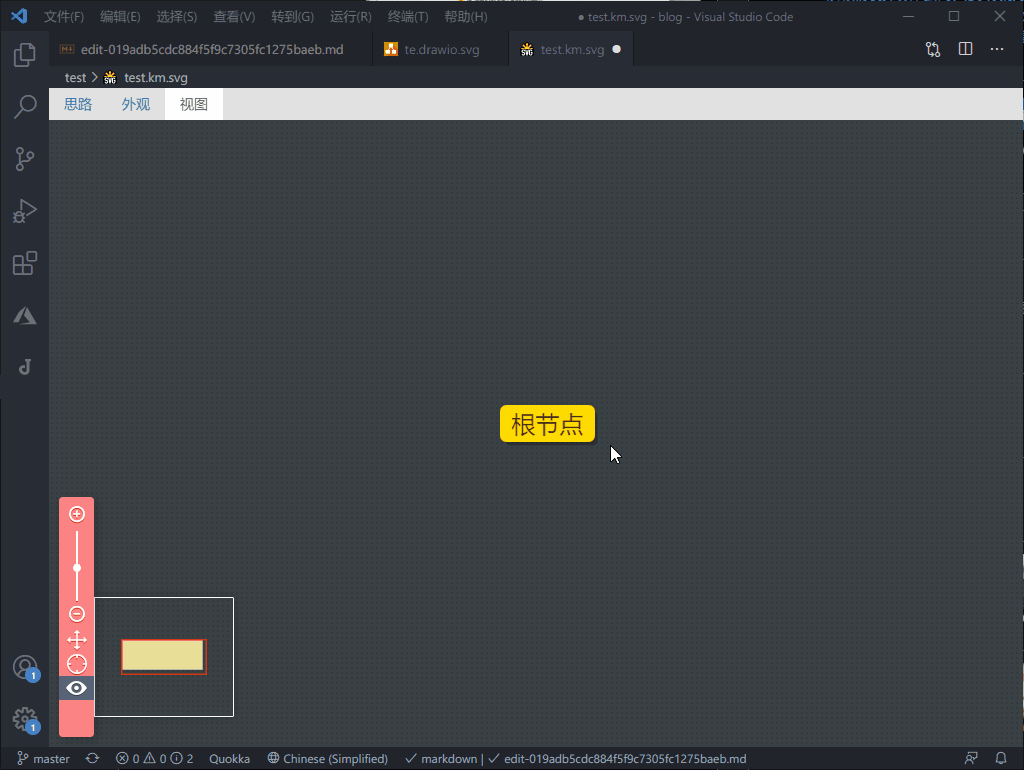 文件(F) 编辑(E) 选择(S) 查看(V) 转到(G) 运行(R) 终端(T) 帮助(H) ● test.km.svg - blog - Visual Studio Code
edit-019adb5cdc884f5f9c7305fc1275baeb.md te.drawio.svg test.km.svg
test > test.km.svg
思路 外观 视图
根节点
1
1
master 0 0 2 Quokka Chinese (Simplified) markdown | edit-019adb5cdc884f5f9c7305fc1275baeb.md